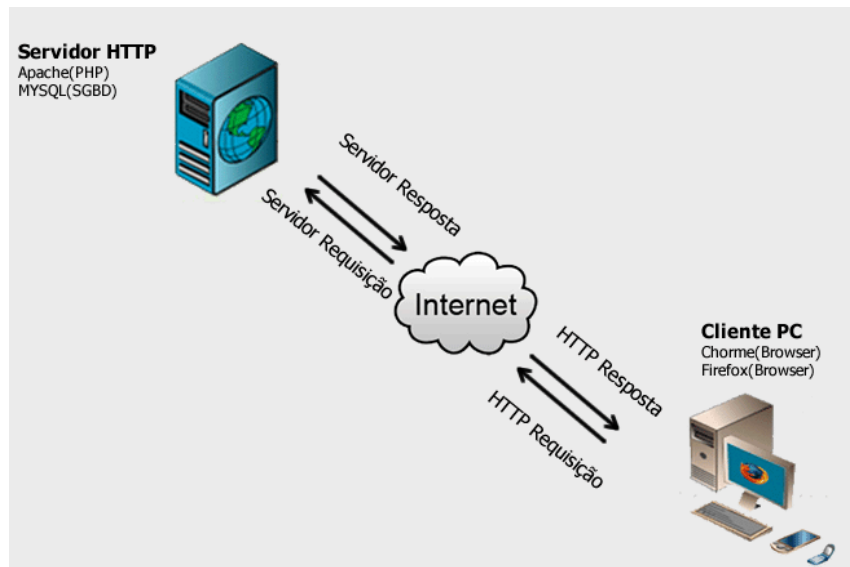 Servidor HTTP
Apache(PHP)
MYSQL(SGBD)
Servidor Resposta
Servidor Requisição
Internet
HTTP Resposta
HTTP Requisição
Cliente PC
Chorme(Browser)
Firefox(Browser)